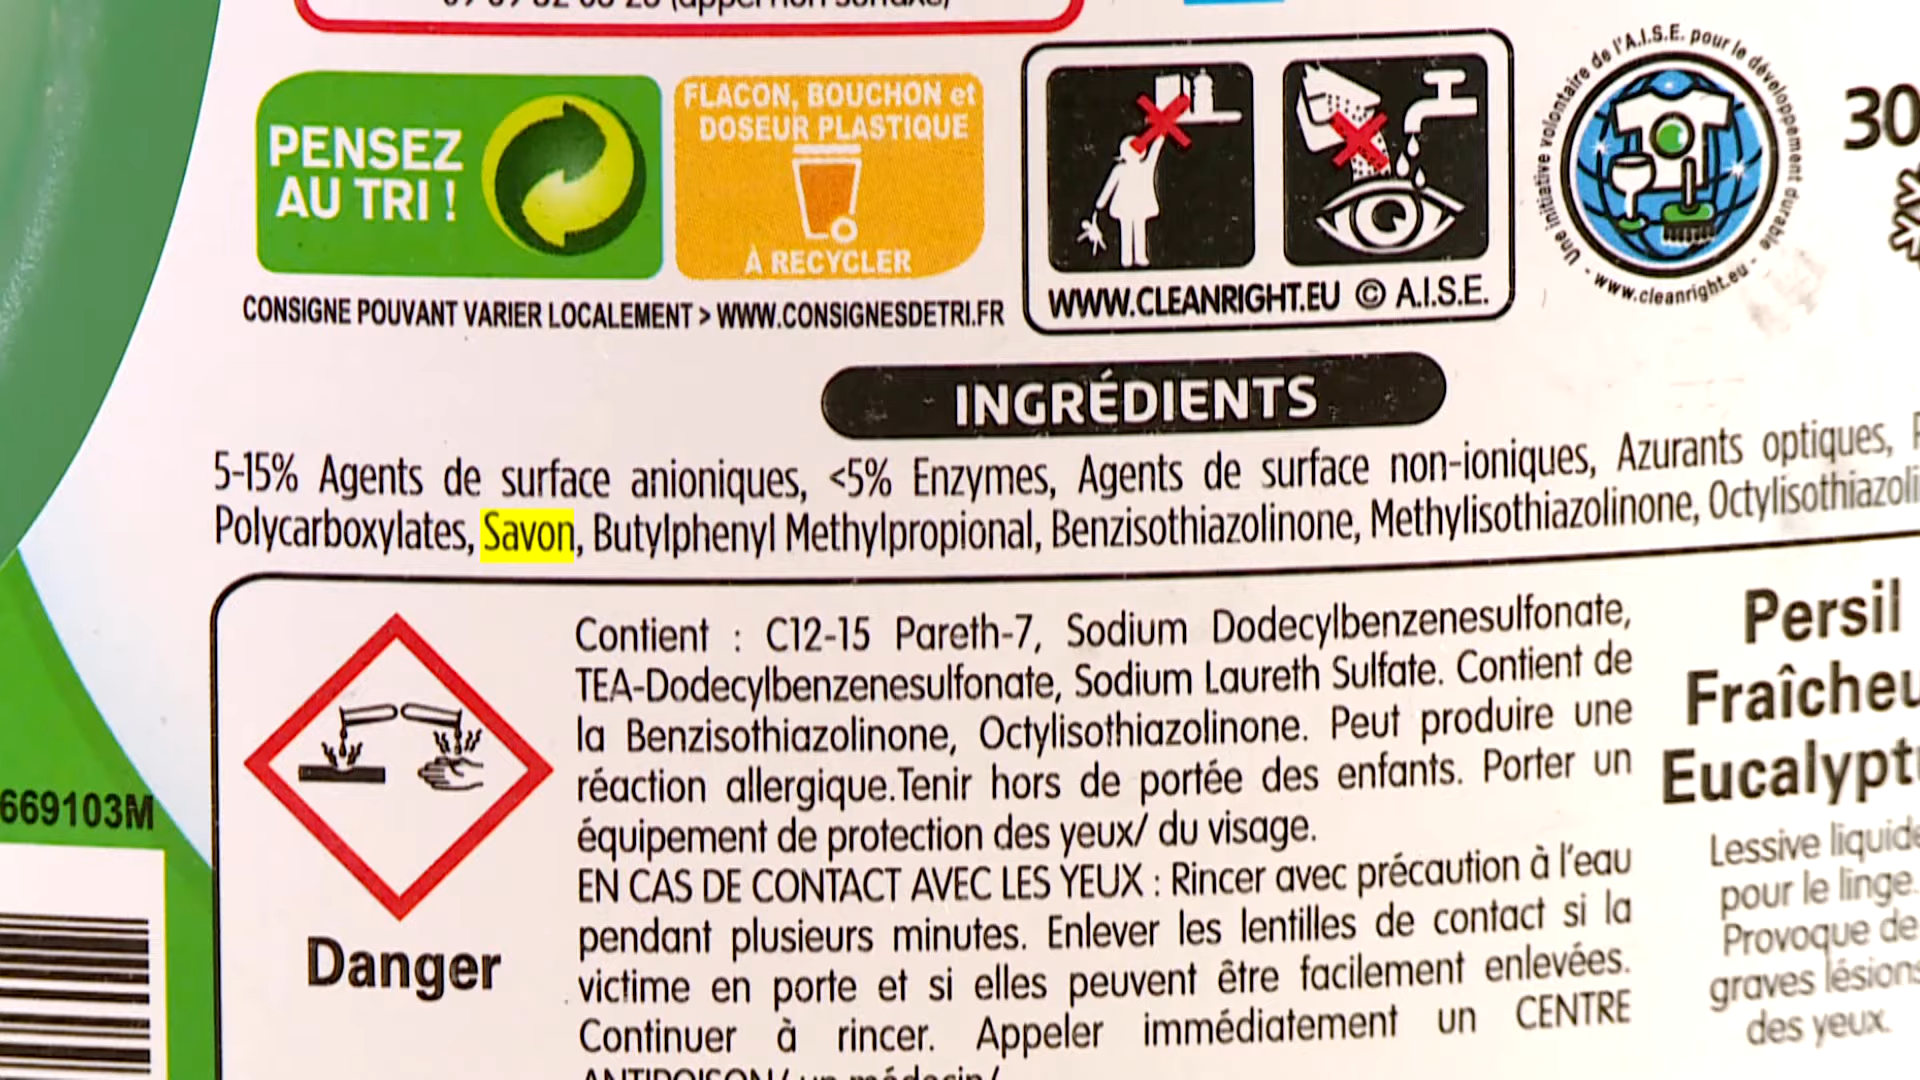 PENSEZ
AU TRI !
FLACON, BOUCHON et
DOSEUR PLASTIQUE
À RECYCLER
CONSIGNE POUVANT VARIER LOCALEMENT > WWW.CONSIGNESDETRI.FR
WWW.CLEANRIGHT.EU © A.I.S.E.
Une initiative volontaire de l'A.I.S.E. pour le développement durable
- www.cleanright.eu -
30
INGRÉDIENTS
5-15% Agents de surface anioniques, <5% Enzymes, Agents de surface non-ioniques, Azurants optiques,
Polycarboxylates, Savon, Butylphenyl Methylpropional, Benzisothiazolinone, Methylisothiazolinone, Octylisothiazoli
Contient : C12-15 Pareth-7, Sodium Dodecylbenzenesulfonate,
TEA-Dodecylbenzenesulfonate, Sodium Laureth Sulfate. Contient de
la Benzisothiazolinone, Octylisothiazolinone. Peut produire une
réaction allergique.Tenir hors de portée des enfants. Porter un
équipement de protection des yeux/ du visage.
EN CAS DE CONTACT AVEC LES YEUX : Rincer avec précaution à l'eau
pendant plusieurs minutes. Enlever les lentilles de contact si la
victime en porte et si elles peuvent être facilement enlevées.
Continuer à rincer. Appeler immédiatement un CENTRE
Danger
669103M
Persil
Fraîcheu
Eucalypt
Lessive liquide
pour le linge.
Provoque de
graves lésions
des yeux.